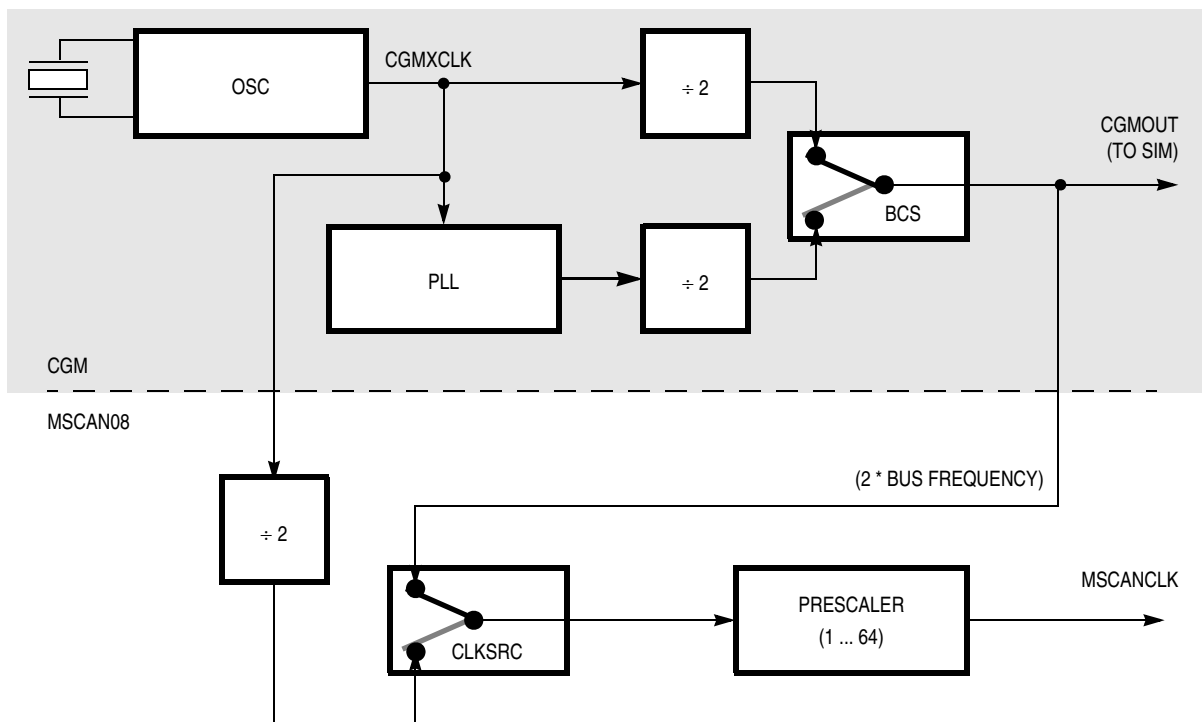 CGMXCLK
OSC
÷ 2
CGMOUT
(TO SIM)
BCS
PLL
÷ 2
CGM
MSCAN08
(2 * BUS FREQUENCY)
÷ 2
MSCANCLK
PRESCALER
(1 ... 64)
CLKSRC